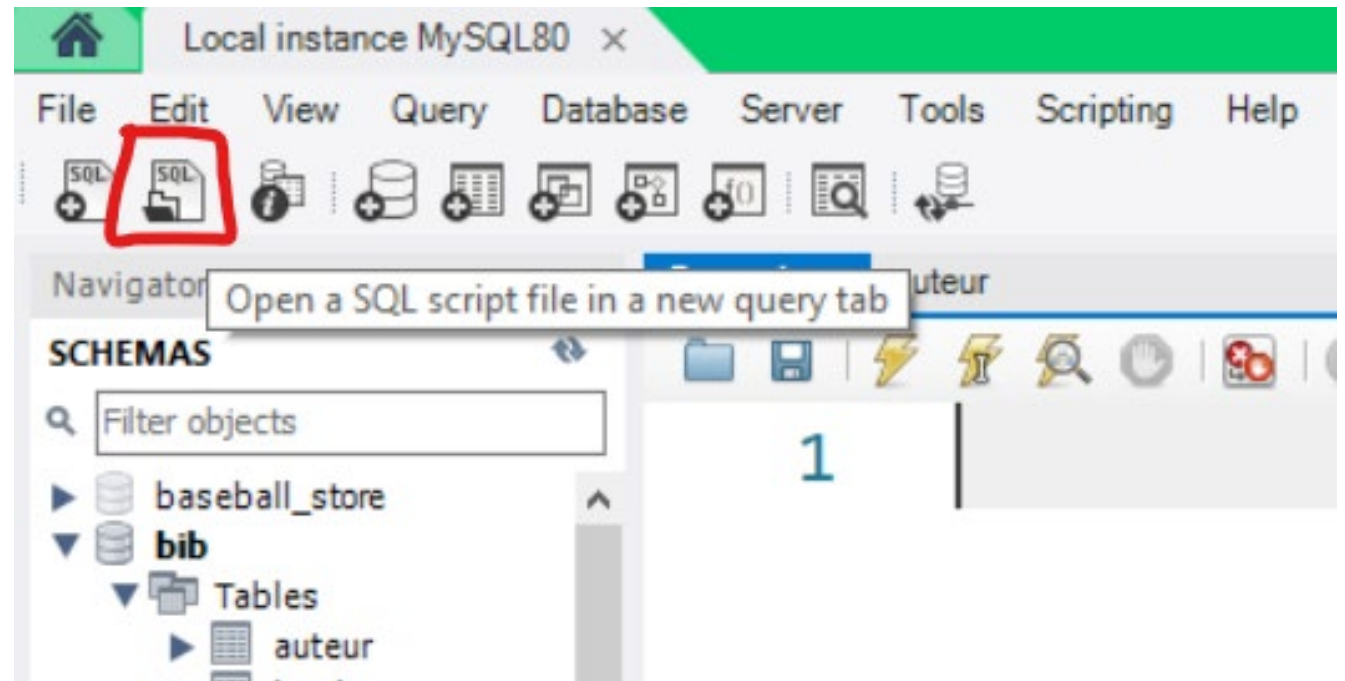 Local instance MySQL80 ×
File Edit View Query Database Server Tools Scripting Help
SQL SQL f()
Navigator uteur
Open a SQL script file in a new query tab
SCHEMAS
Filter objects
1
baseball_store
bib
Tables
auteur